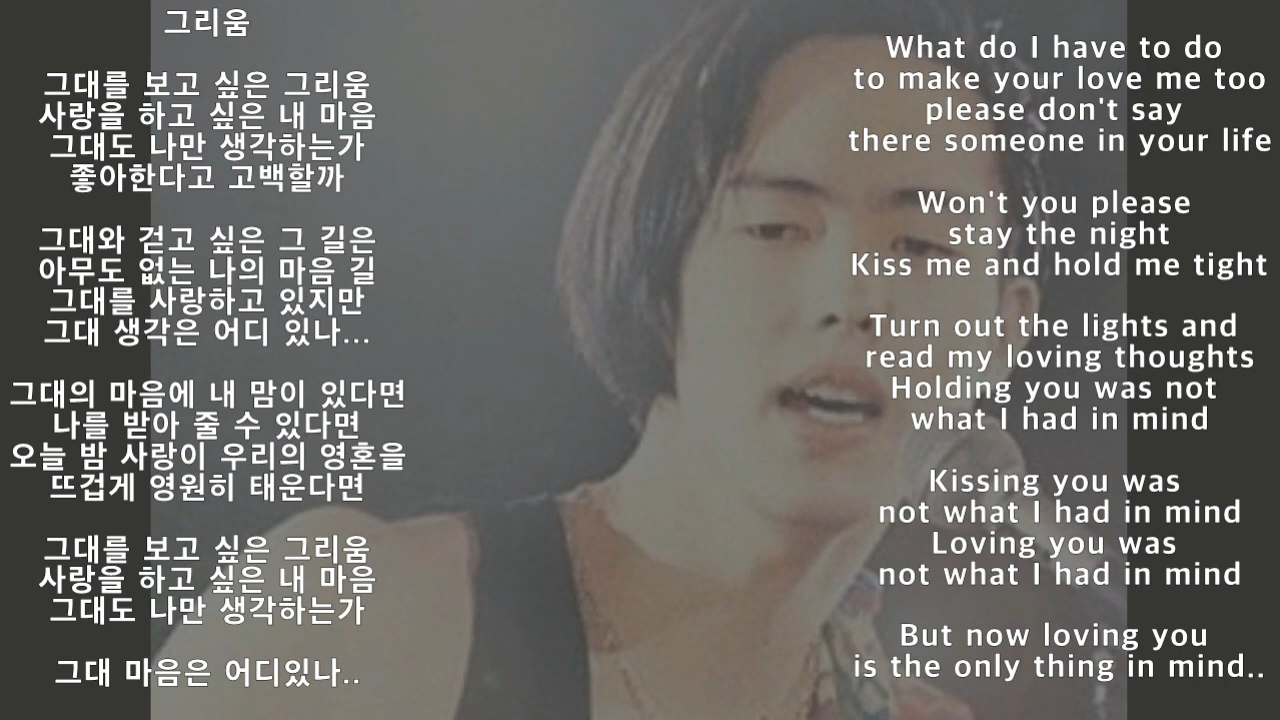 그리움
그대를 보고 싶은 그리움
사랑을 하고 싶은 내 마음
그대도 나만 생각하는가
좋아한다고 고백할까
그대와 걷고 싶은 그 길은
아무도 없는 나의 마음 길
그대를 사랑하고 있지만
그대 생각은 어디 있나...
그대의 마음에 내 맘이 있다면
나를 받아 줄 수 있다면
오늘 밤 사랑이 우리의 영혼을
뜨겁게 영원히 태운다면
그대를 보고 싶은 그리움
사랑을 하고 싶은 내 마음
그대도 나만 생각하는가
그대 마음은 어디있나..
What do I have to do
to make your love me too
please don't say
there someone in your life
Won't you please
stay the night
Kiss me and hold me tight
Turn out the lights and
read my loving thoughts
Holding you was not
what I had in mind
Kissing you was
not what I had in mind
Loving you was
not what I had in mind
But now loving you
is the only thing in mind..